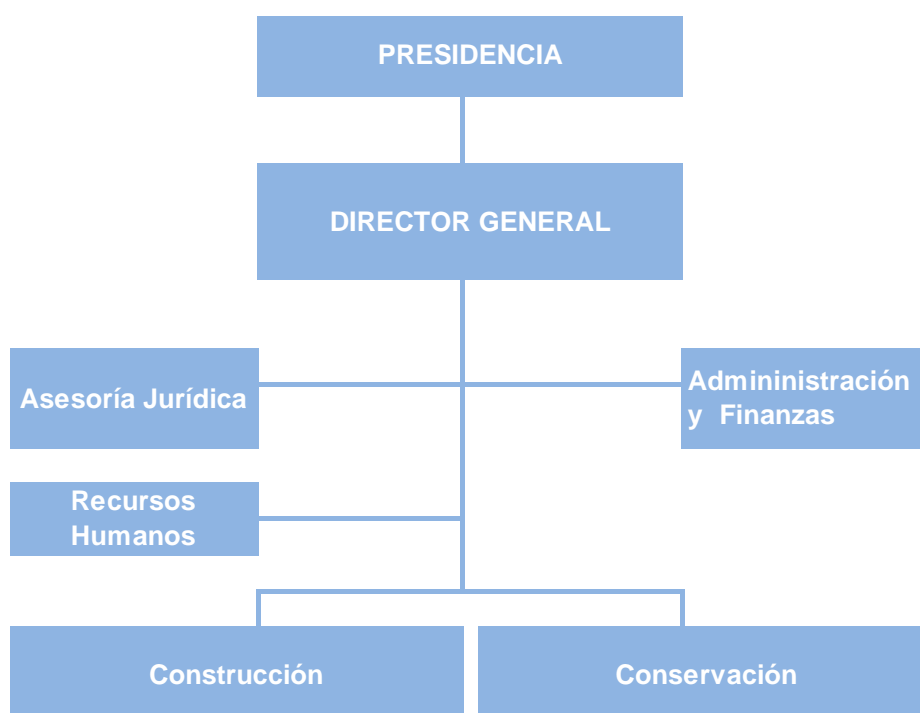 PRESIDENCIA
DIRECTOR GENERAL
Asesoría Jurídica
Admininistración
y Finanzas
Recursos
Humanos
Construcción
Conservación